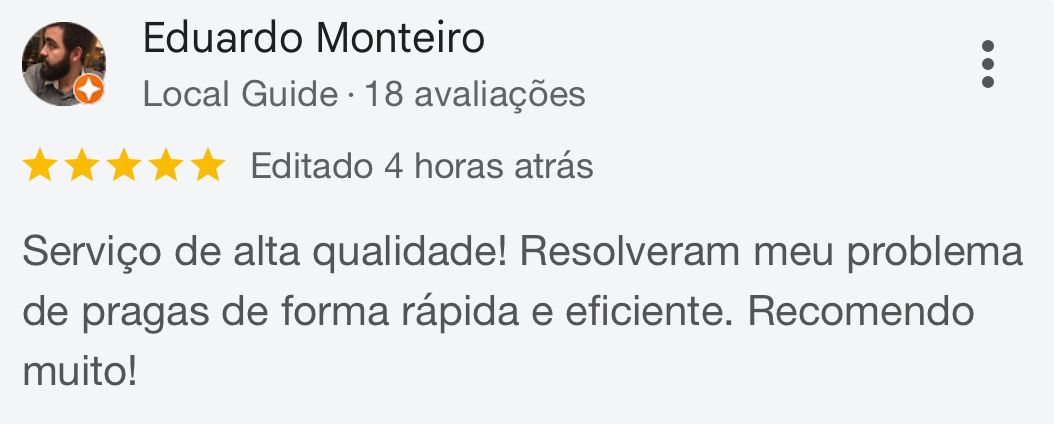 Eduardo Monteiro
Local Guide · 18 avaliações
Editado 4 horas atrás
Serviço de alta qualidade! Resolveram meu problema
de pragas de forma rápida e eficiente. Recomendo
muito!